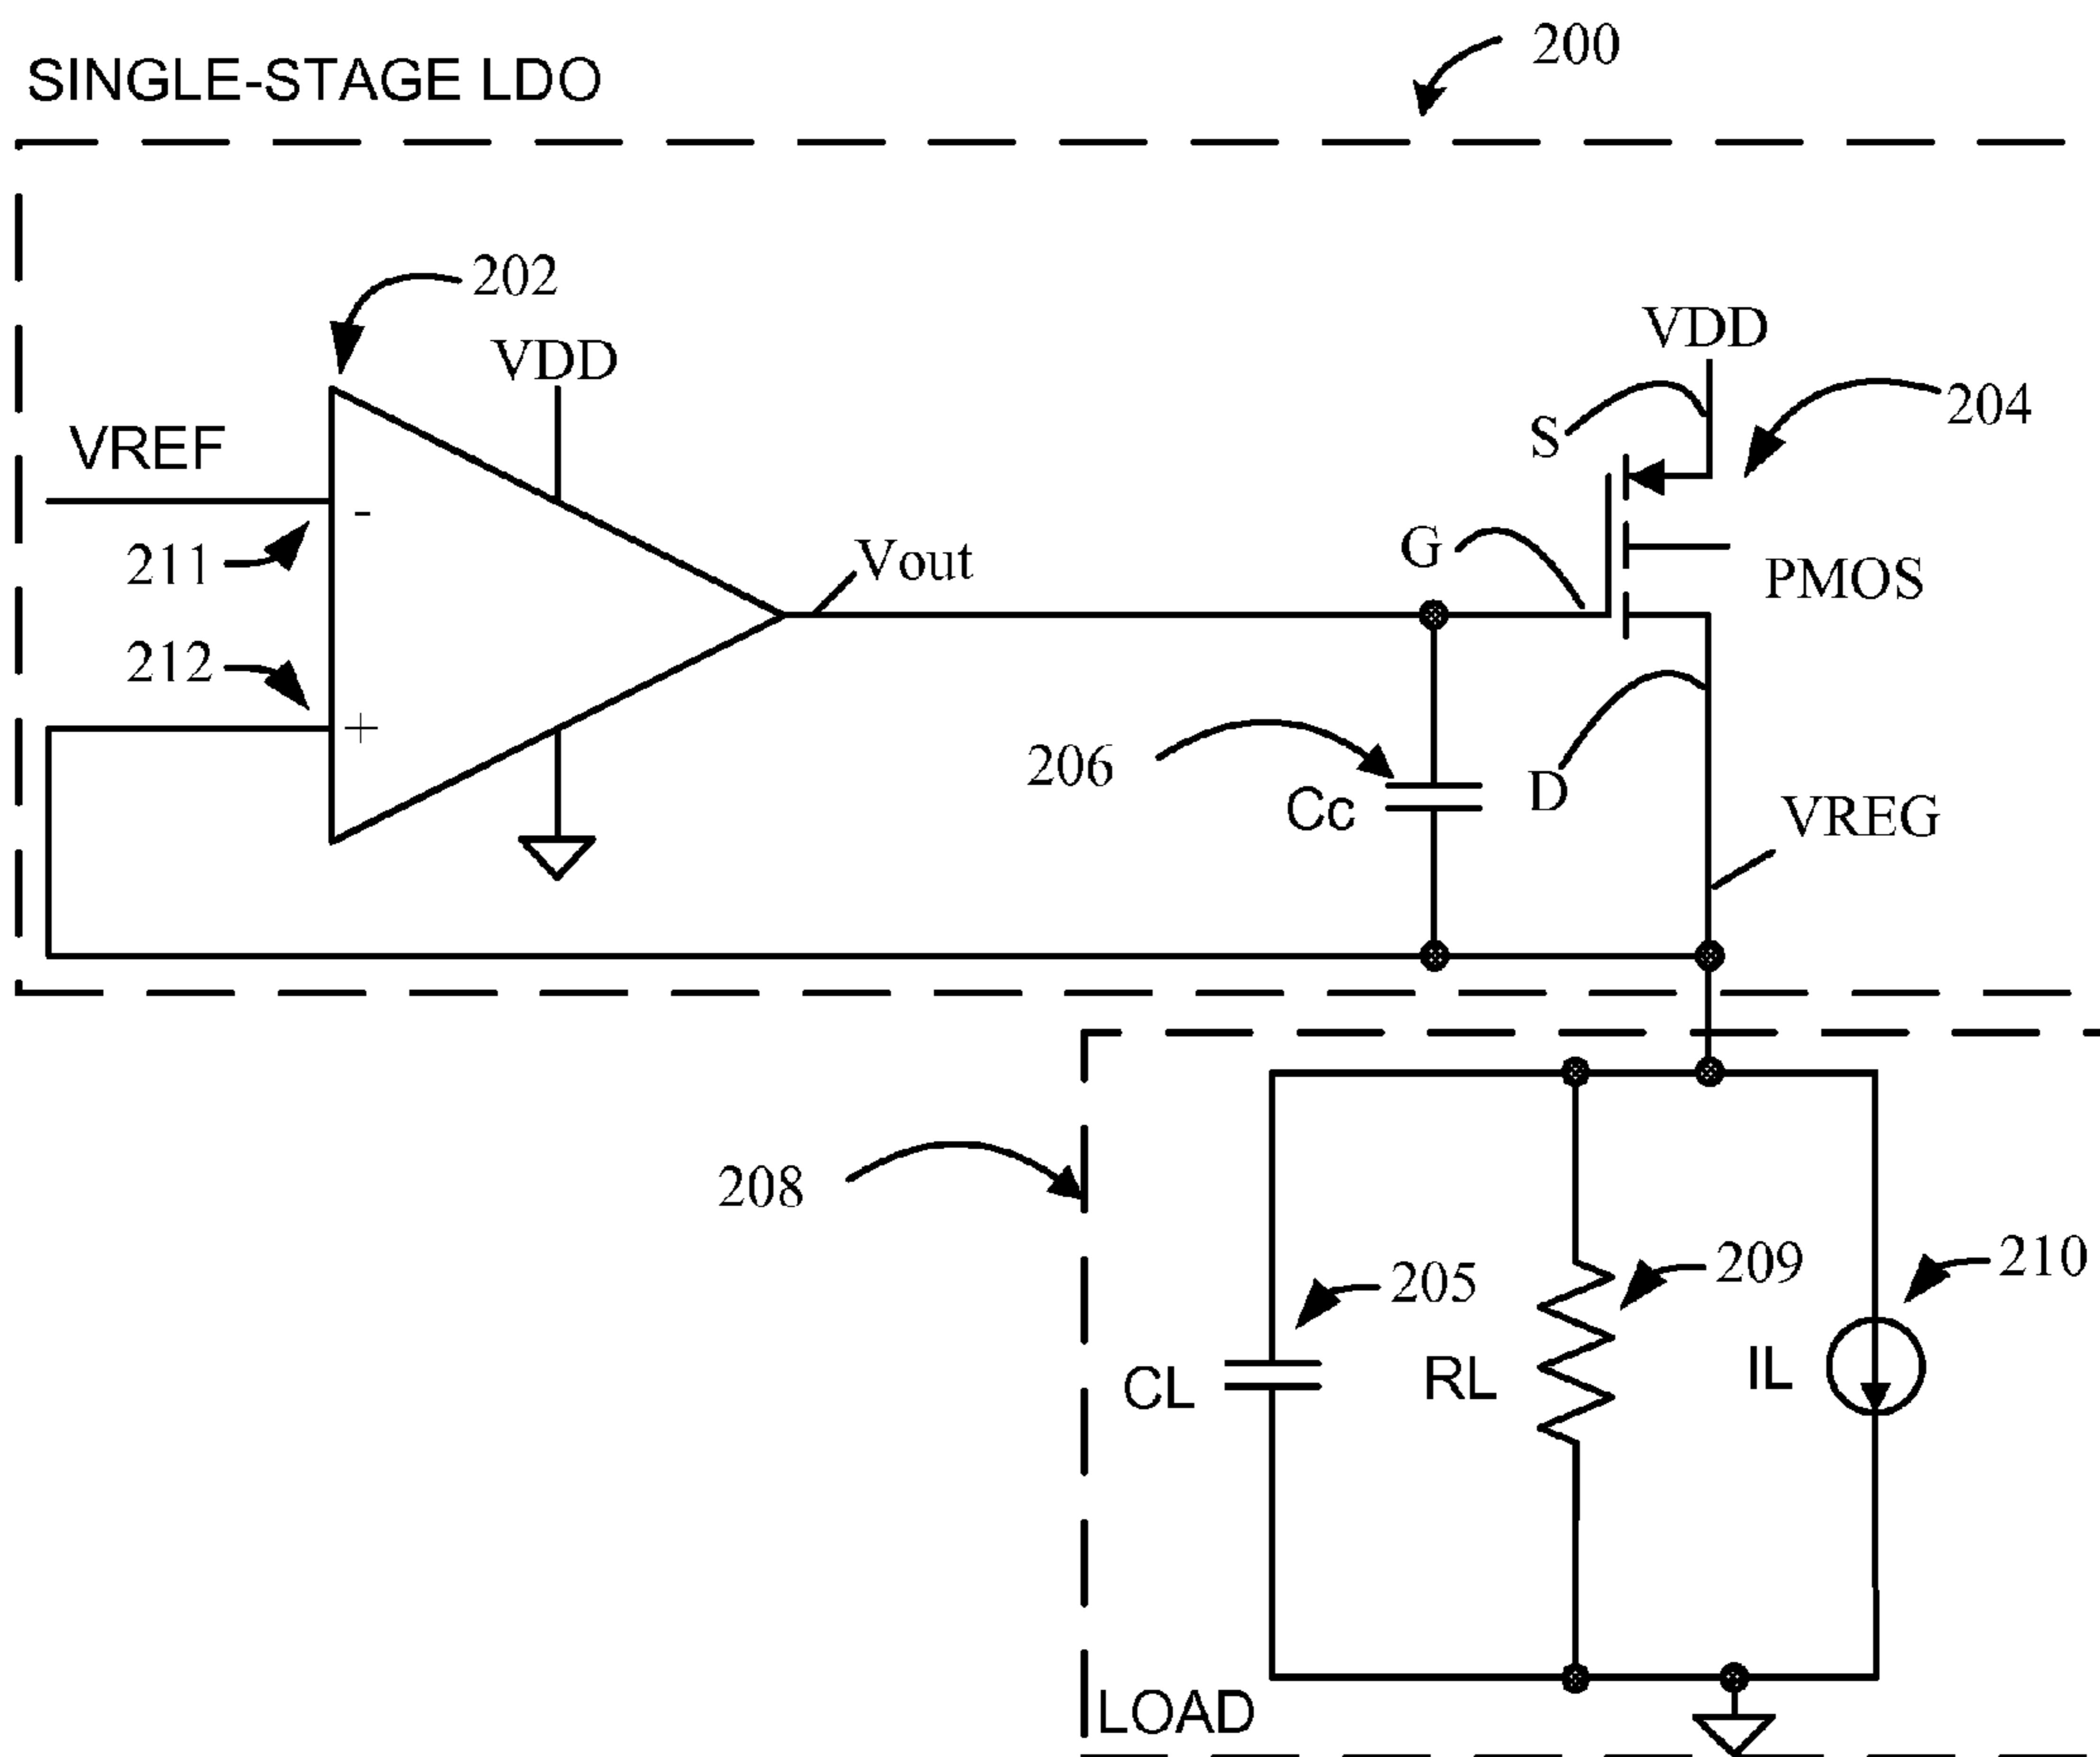 200
SINGLE-STAGE LDO
202
VDD
VDD
S
204
VREF
-
211
G
Vout
PMOS
212
+
206
Cc
D
VREG
208
205
209
210
CL
RL
IL
LOAD